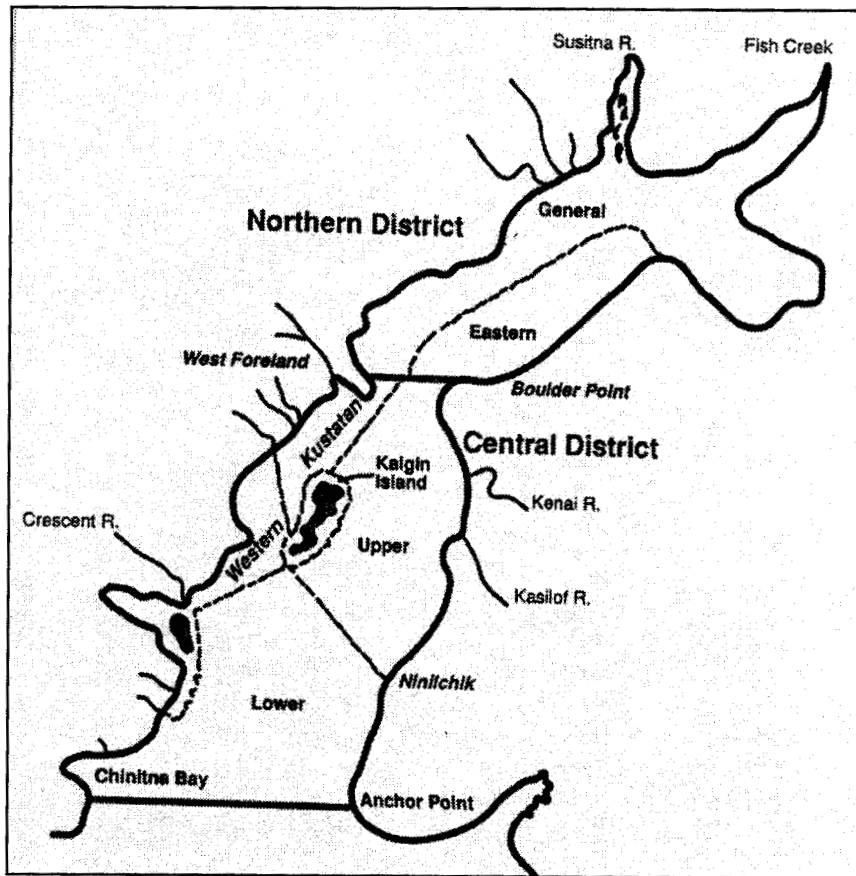 Susitna R.
Fish Creek
Northern District
General
Eastern
West Foreland
Boulder Point
Kustatan
Central District
Kalgin
Island
Kenai R.
Crescent R.
Western
Upper
Kasilof R.
Ninilchik
Lower
Chinitna Bay
Anchor Point